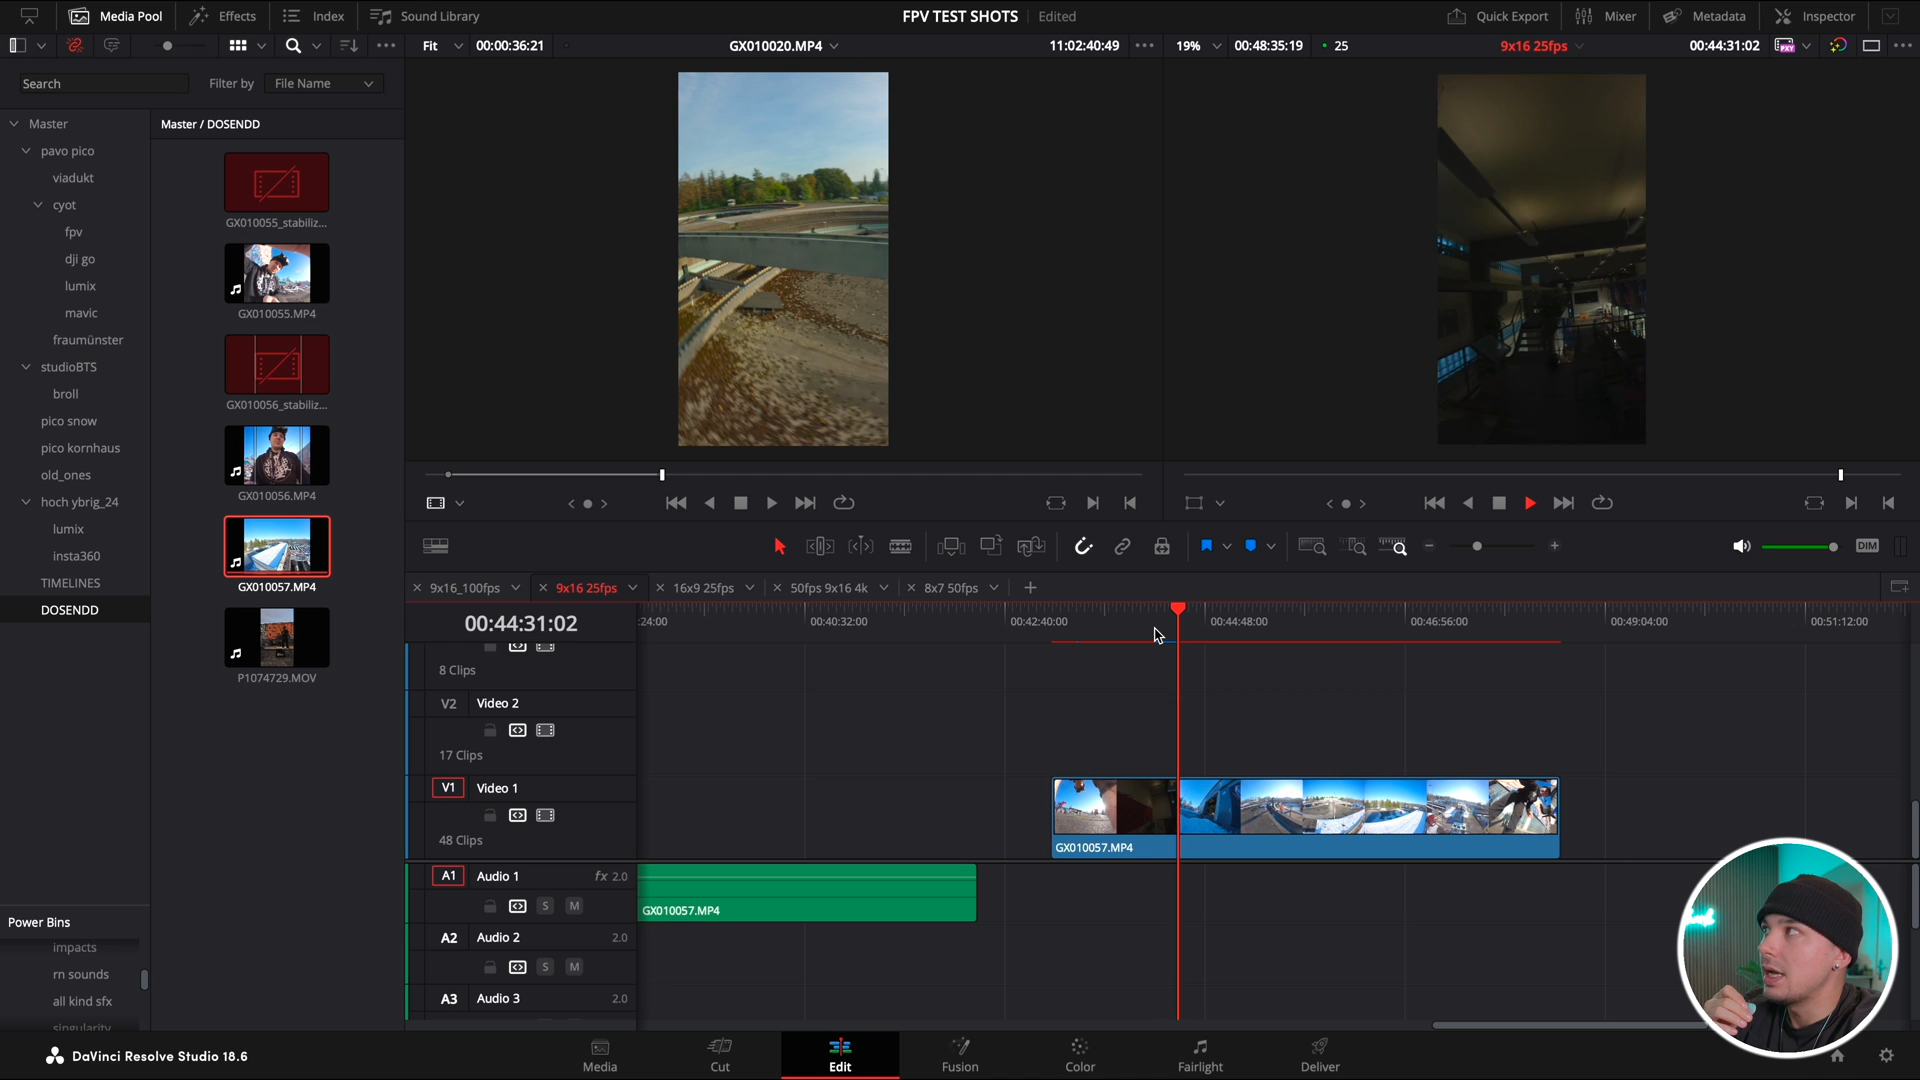 Media Pool
Effects
Index
Sound Library
FPV TEST SHOTS
Edited
Quick Export
Mixer
Metadata
Inspector
Fit
00:00:36:21
GX010020.MP4
11:02:40:49
19%
00:48:35:19
25
9x16 25fps
00:44:31:02
PXY
Search
Filter by
File Name
Master
Master / DOSENDD
pavo pico
viadukt
cyot
fpv
dji go
lumix
mavic
fraumünster
studioBTS
broll
pico snow
pico kornhaus
old_ones
hoch ybrig_24
lumix
insta360
TIMELINES
DOSENDD
GX010055_stabiliz...
GX010055.MP4
GX010056_stabiliz...
GX010056.MP4
GX010057.MP4
P1074729.MOV
DIM
9x16_100fps
9x16 25fps
16x9 25fps
50fps 9x16 4k
8x7 50fps
00:44:31:02
:24:00
00:40:32:00
00:42:40:00
00:44:48:00
00:46:56:00
00:49:04:00
00:51:12:00
8 Clips
V2
Video 2
17 Clips
V1
Video 1
48 Clips
GX010057.MP4
A1
Audio 1
fx 2.0
S
M
GX010057.MP4
A2
Audio 2
2.0
S
M
A3
Audio 3
2.0
Power Bins
impacts
rn sounds
all kind sfx
singularity
DaVinci Resolve Studio 18.6
Media
Cut
Edit
Fusion
Color
Fairlight
Deliver